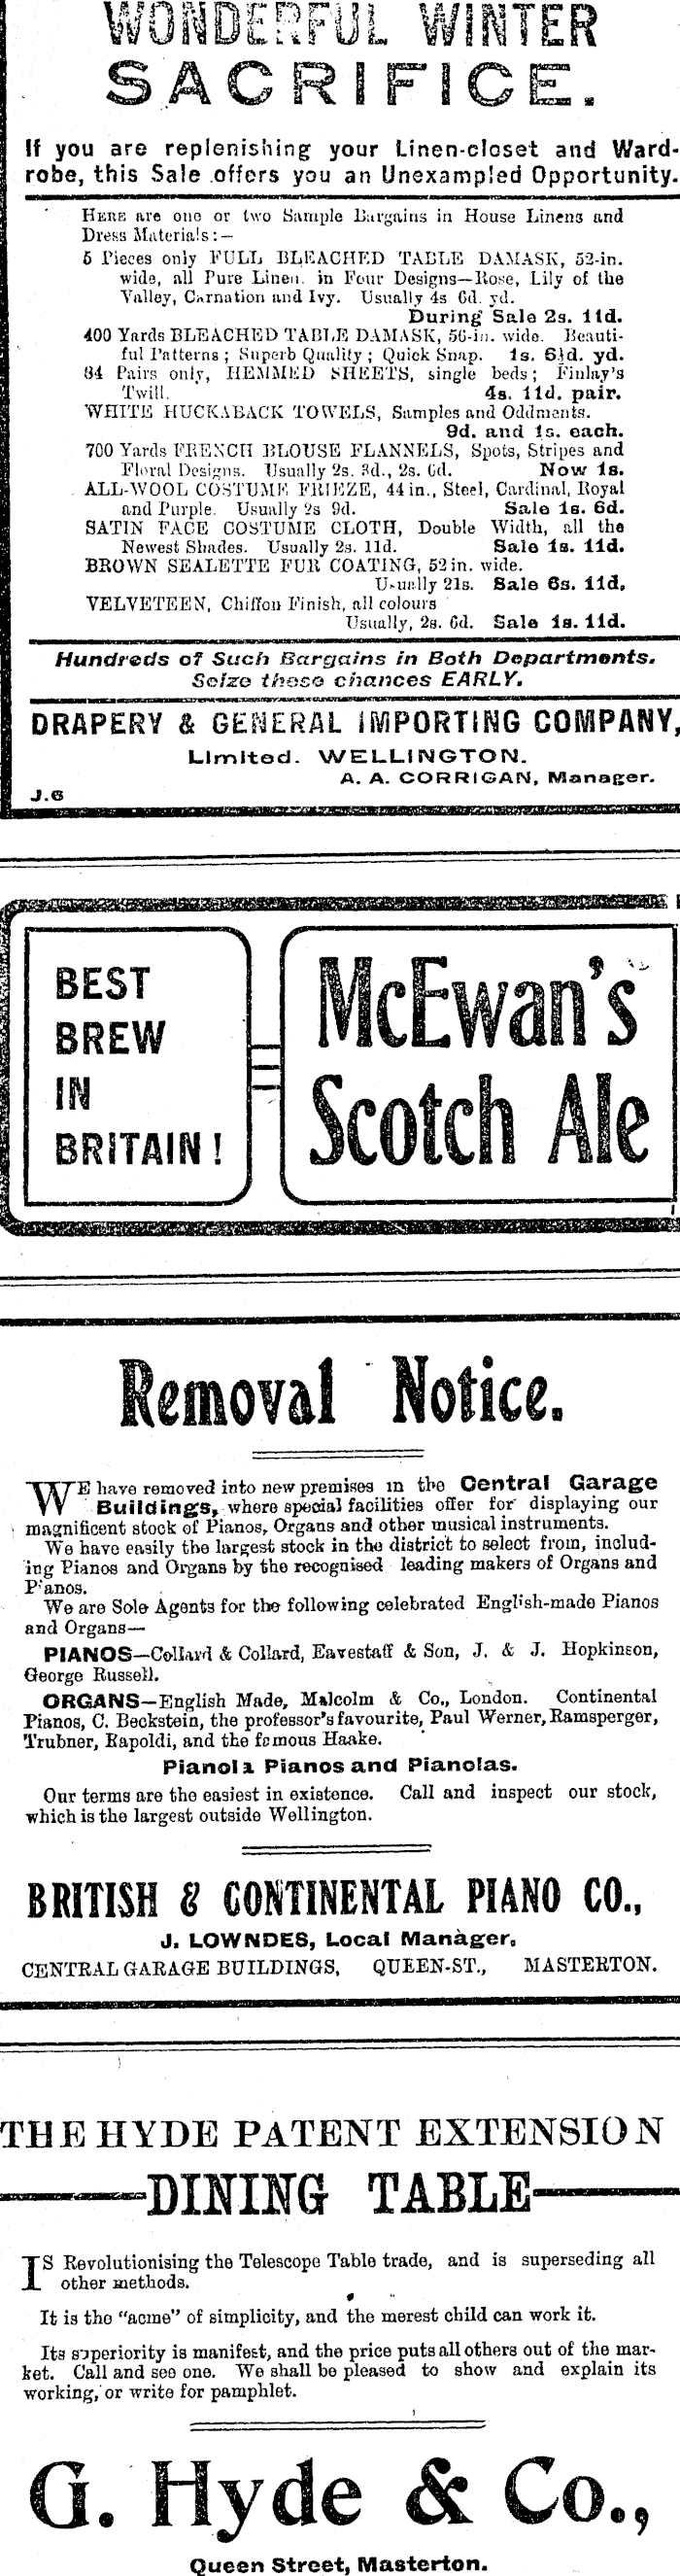 WONDERFUL WINTER
SACRIFICE.
If you are replenishing your Linen-closet and Ward-
robe, this Sale offers you an Unexampled Opportunity.
HERE are one or two Sample Bargains in House Linens and
Dress Materials:—
5 Pieces only FULL BLEACHED TABLE DAMASK, 52-in.
wide, all Pure Linen, in Four Designs—Rose, Lily of the
Valley, Carnation and Ivy. Usually 4s 6d. yd.
During Sale 2s. 11d.
400 Yards BLEACHED TABLE DAMASK, 56-in. wide. Beauti-
ful Patterns; Superb Quality; Quick Snap. 1s. 6½d. yd.
84 Pairs only, HEMMED SHEETS, single beds; Finlay's
Twill. 4s. 11d. pair.
WHITE HUCKABACK TOWELS, Samples and Oddments.
9d. and 1s. each.
700 Yards FRENCH BLOUSE FLANNELS, Spots, Stripes and
Floral Designs. Usually 2s. 3d., 2s. 6d. Now 1s.
ALL-WOOL COSTUME FRIEZE, 44 in., Steel, Cardinal, Royal
and Purple. Usually 2s 9d. Sale 1s. 6d.
SATIN FACE COSTUME CLOTH, Double Width, all the
Newest Shades. Usually 2s. 11d. Sale 1s. 11d.
BROWN SEALETTE FUR COATING, 52 in. wide.
Usually 21s. Sale 6s. 11d,
VELVETEEN, Chiffon Finish, all colours
Usually, 2s. 6d. Sale 1s. 11d.
Hundreds of Such Bargains in Both Departments.
Seize these chances EARLY.
DRAPERY & GENERAL IMPORTING COMPANY,
Limited. WELLINGTON.
A. A. CORRIGAN, Manager.
J.6
BEST
BREW
IN
BRITAIN!
McEwan's
Scotch Ale
Removal Notice.
WE have removed into new premises in the Central Garage
Buildings, where special facilities offer for displaying our
magnificent stock of Pianos, Organs and other musical instruments.
We have easily the largest stock in the district to select from, includ-
ing Pianos and Organs by the recognised leading makers of Organs and
Pianos.
We are Sole Agents for the following celebrated English-made Pianos
and Organs—
PIANOS—Collard & Collard, Eavestaff & Son, J. & J. Hopkinson,
George Russell.
ORGANS—English Made, Malcolm & Co., London. Continental
Pianos, C. Beckstein, the professor's favourite, Paul Werner, Ramsperger,
Trubner, Rapoldi, and the famous Haake.
Pianola Pianos and Pianolas.
Our terms are the easiest in existence. Call and inspect our stock,
which is the largest outside Wellington.
BRITISH & CONTINENTAL PIANO CO.,
J. LOWNDES, Local Manager,
CENTRAL GARAGE BUILDINGS, QUEEN-ST., MASTERTON.
THE HYDE PATENT EXTENSION
DINING TABLE
IS Revolutionising the Telescope Table trade, and is superseding all
other methods.
It is the "acme" of simplicity, and the merest child can work it.
Its superiority is manifest, and the price puts all others out of the mar-
ket. Call and see one. We shall be pleased to show and explain its
working, or write for pamphlet.
G. Hyde & Co.,
Queen Street, Masterton.